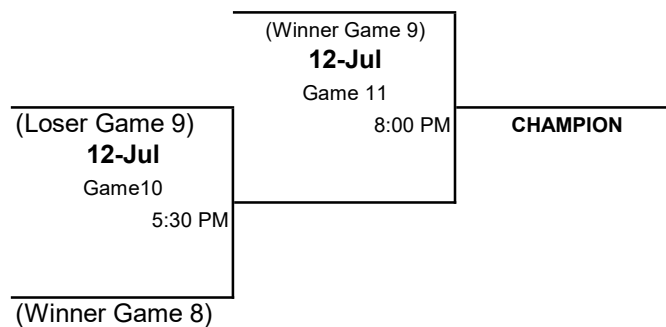 (Winner Game 9)
12-Jul
Game 11
8:00 PM
CHAMPION
(Loser Game 9)
12-Jul
Game10
5:30 PM
(Winner Game 8)